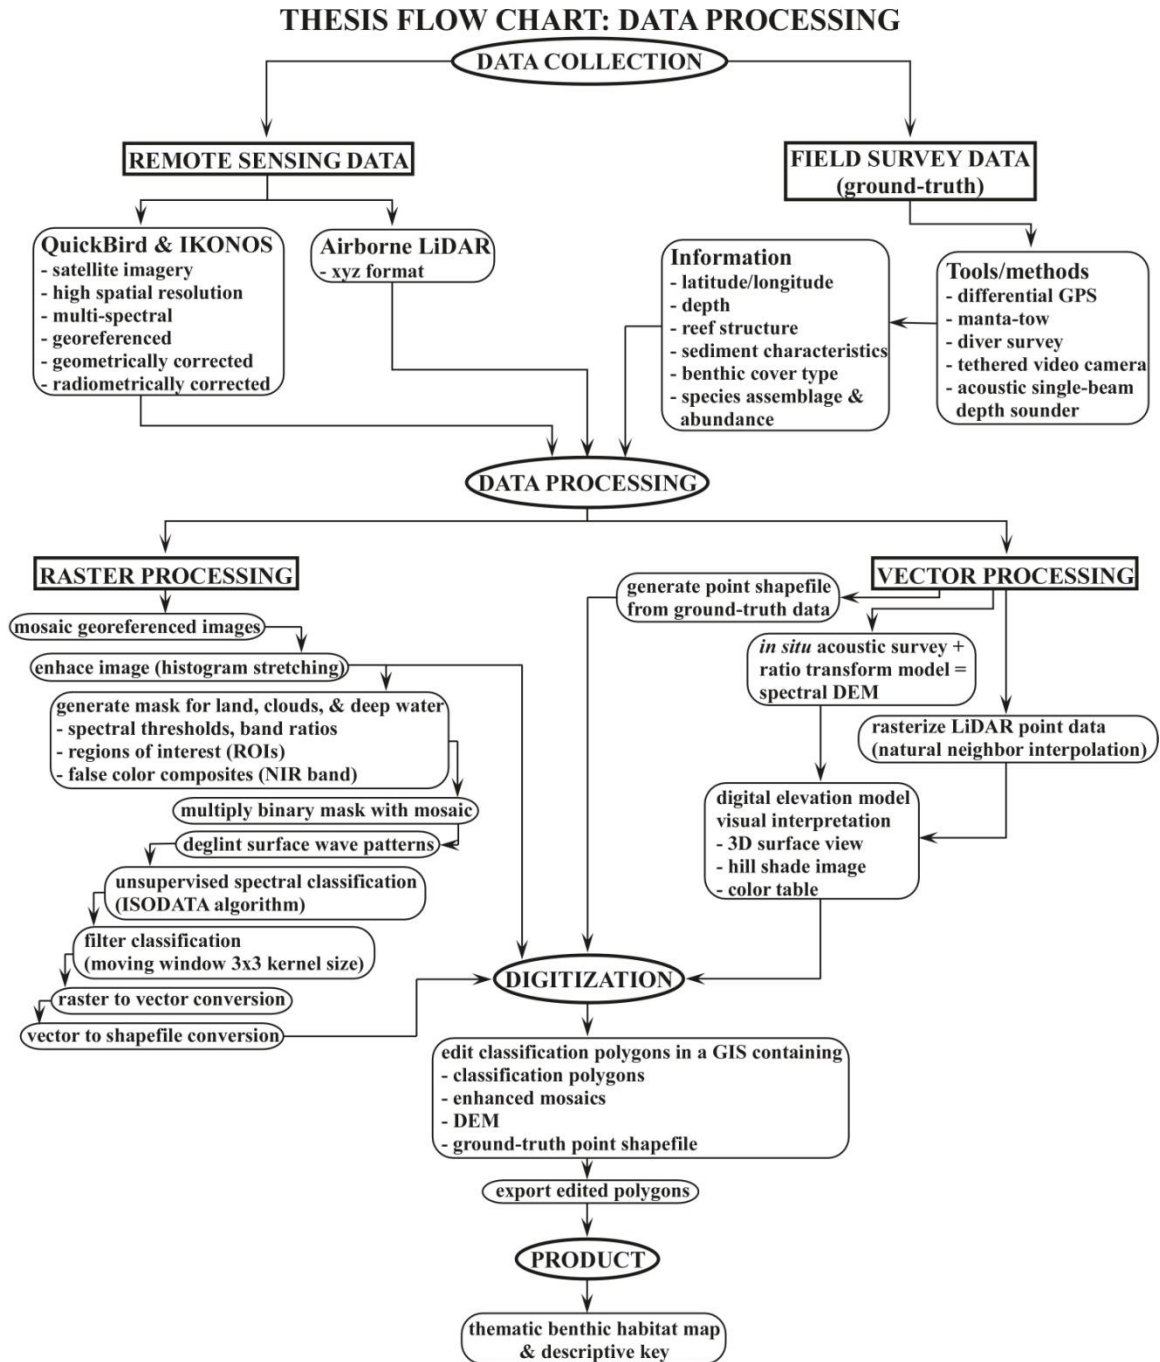 THESIS FLOW CHART: DATA PROCESSING
DATA COLLECTION
REMOTE SENSING DATA
FIELD SURVEY DATA
(ground-truth)
QuickBird & IKONOS
- satellite imagery
- high spatial resolution
- multi-spectral
- georeferenced
- geometrically corrected
- radiometrically corrected
Airborne LiDAR
- xyz format
Information
- latitude/longitude
- depth
- reef structure
- sediment characteristics
- benthic cover type
- species assemblage &
abundance
Tools/methods
- differential GPS
- manta-tow
- diver survey
- tethered video camera
- acoustic single-beam
depth sounder
DATA PROCESSING
RASTER PROCESSING
VECTOR PROCESSING
mosaic georeferenced images
enhace image (histogram stretching)
generate mask for land, clouds, & deep water
- spectral thresholds, band ratios
- regions of interest (ROIs)
- false color composites (NIR band)
multiply binary mask with mosaic
deglint surface wave patterns
unsupervised spectral classification
(ISODATA algorithm)
filter classification
(moving window 3x3 kernel size)
raster to vector conversion
vector to shapefile conversion
generate point shapefile
from ground-truth data
in situ acoustic survey +
ratio transform model =
spectral DEM
rasterize LiDAR point data
(natural neighbor interpolation)
digital elevation model
visual interpretation
- 3D surface view
- hill shade image
- color table
DIGITIZATION
edit classification polygons in a GIS containing
- classification polygons
- enhanced mosaics
- DEM
- ground-truth point shapefile
export edited polygons
PRODUCT
thematic benthic habitat map
& descriptive key